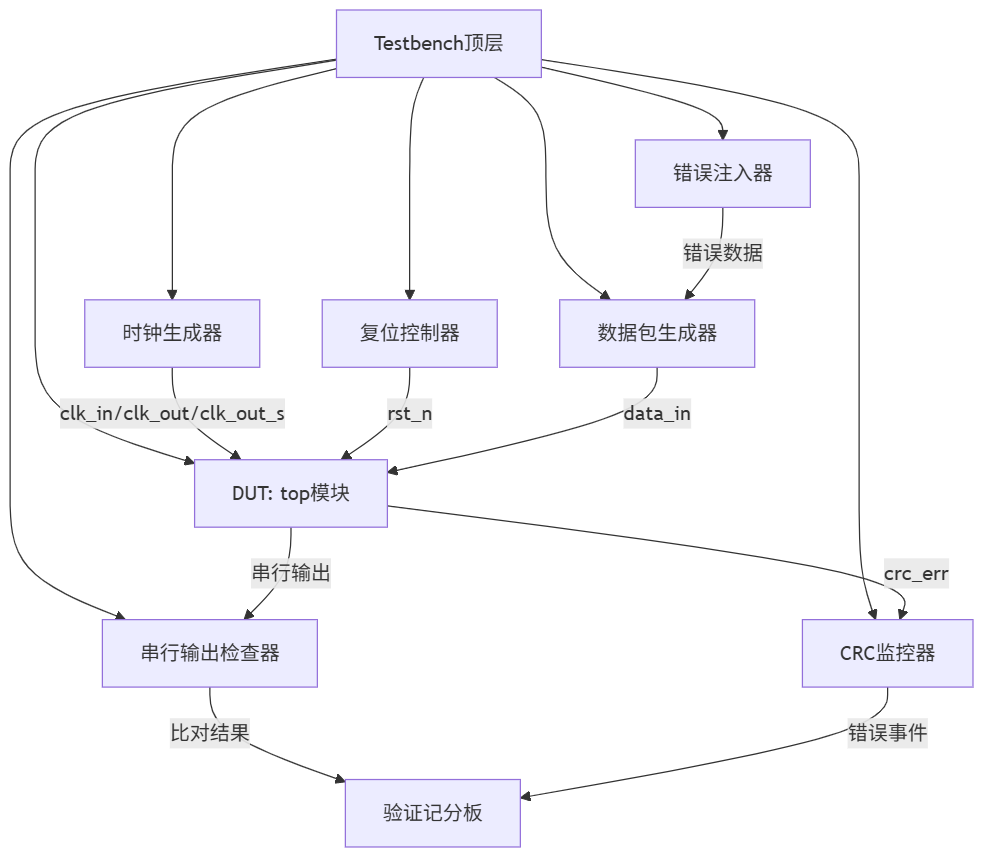 Testbench顶层
错误注入器
错误数据
时钟生成器
复位控制器
数据包生成器
clk_in/clk_out/clk_out_s
rst_n
data_in
DUT: top模块
串行输出
crc_err
串行输出检查器
CRC监控器
比对结果
错误事件
验证记分板